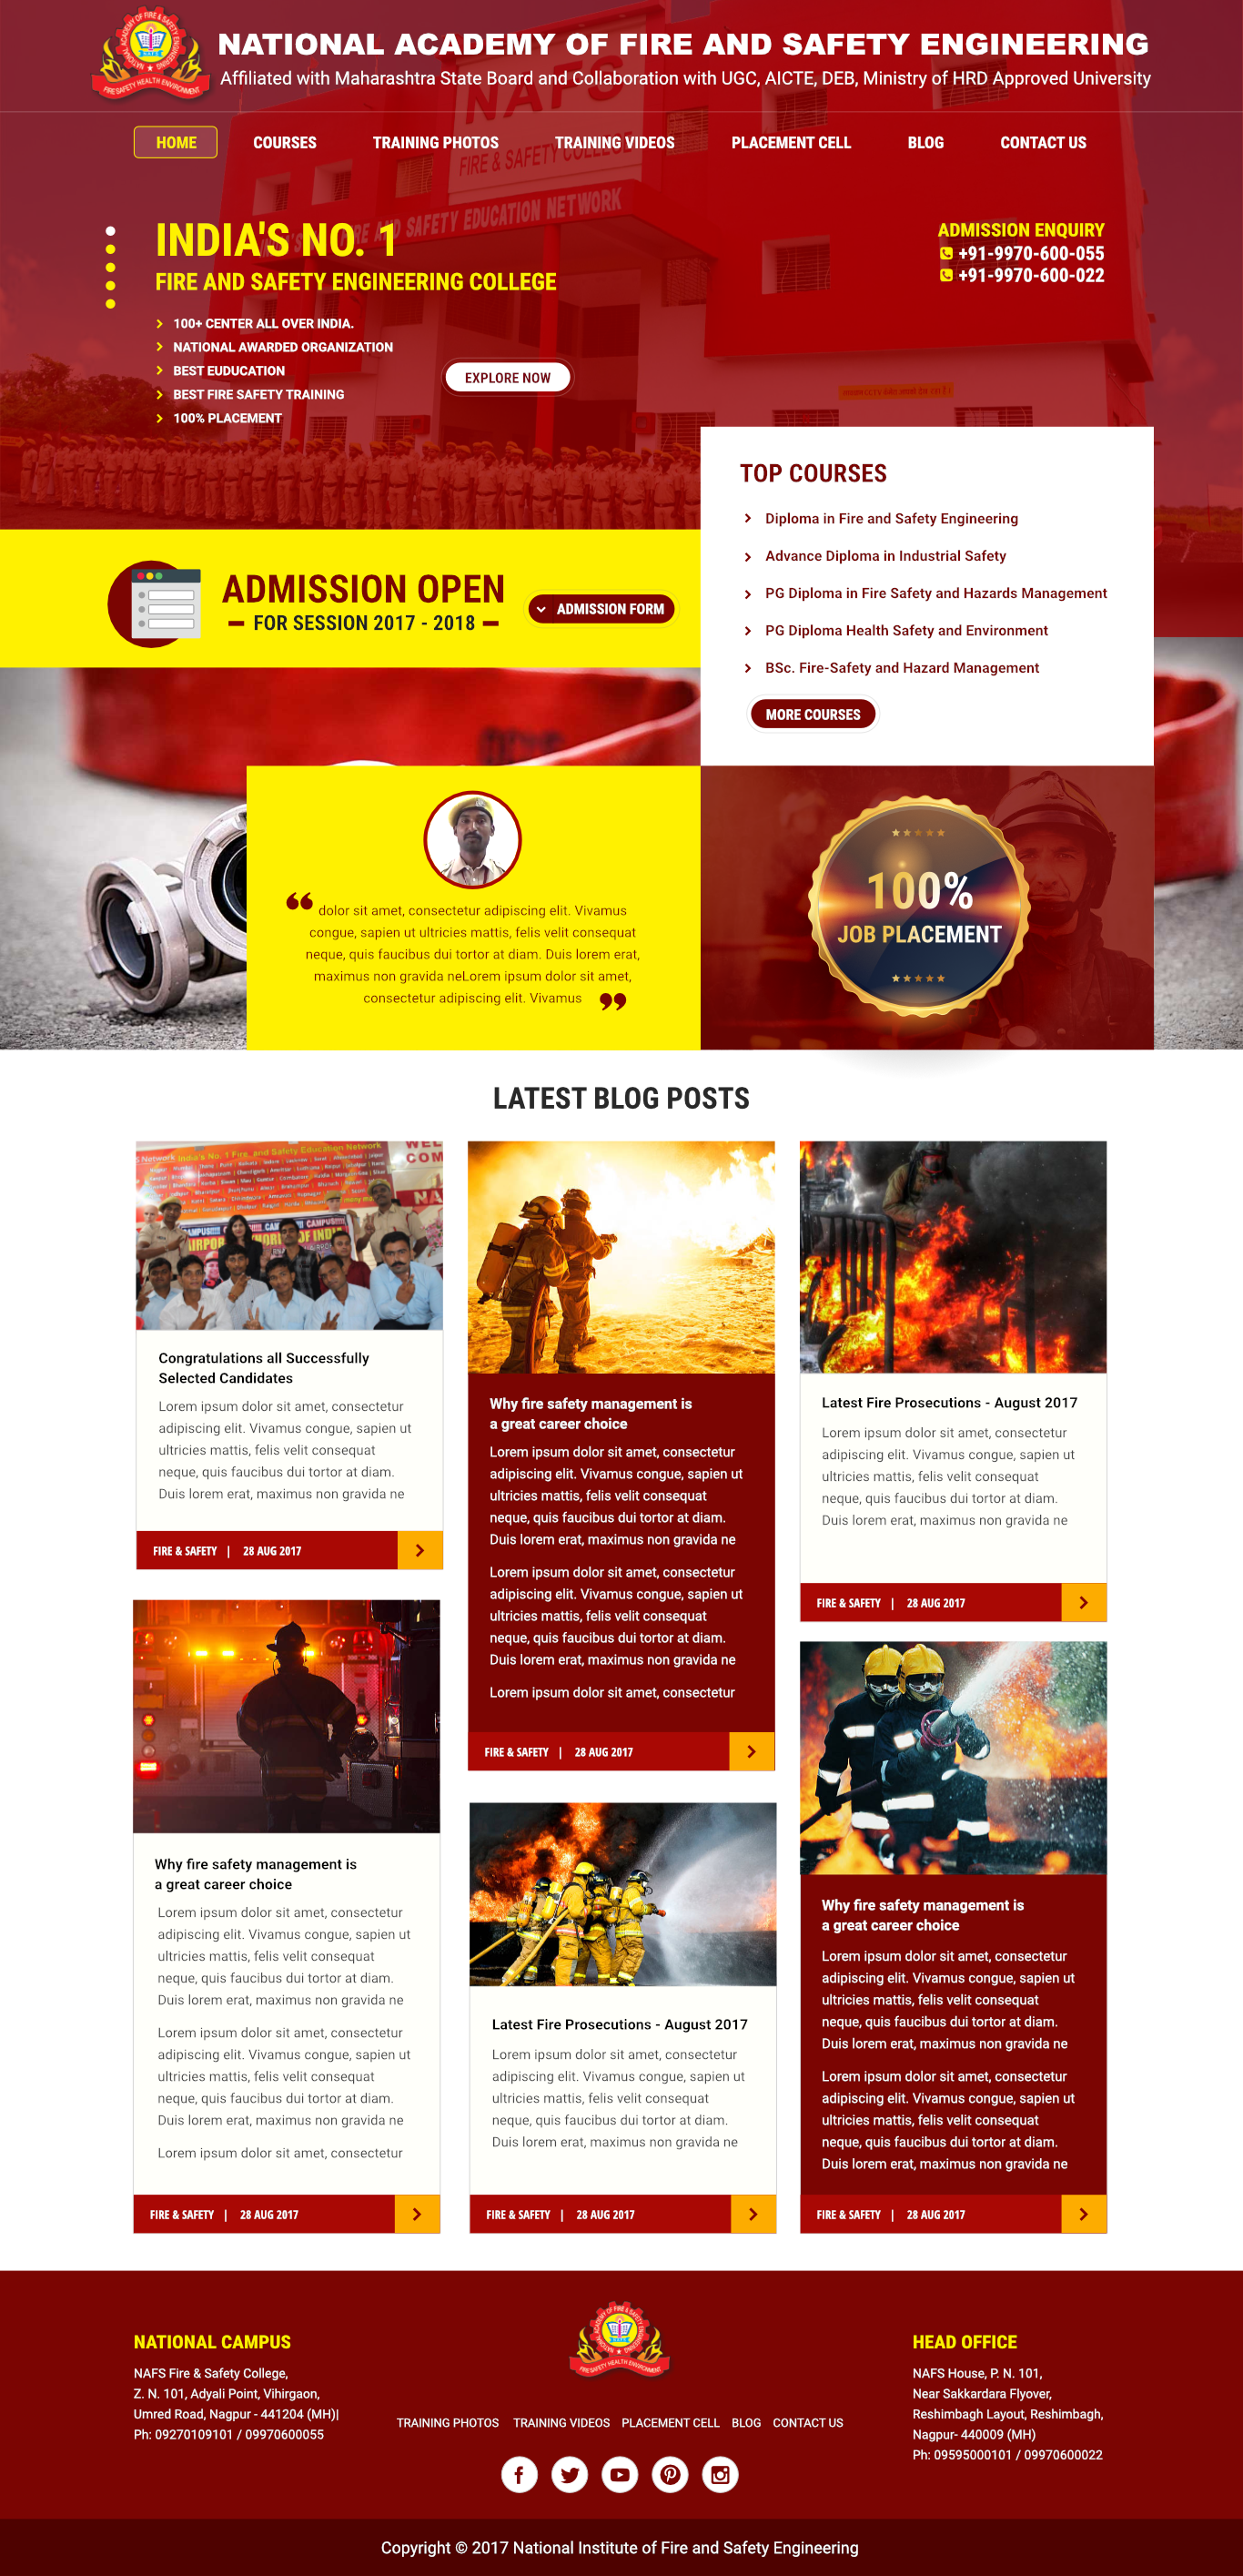 NATIONAL ACADEMY OF FIRE AND SAFETY ENGINEERING
Affiliated with Maharashtra State Board and Collaboration with UGC, AICTE, DEB, Ministry of HRD Approved University
HOME
COURSES
TRAINING PHOTOS
TRAINING VIDEOS
PLACEMENT CELL
BLOG
CONTACT US
NAFS
FIRE & SAFETY COLLEGE
FIRE AND SAFETY EDUCATION NETWORK
INDIA'S NO. 1
FIRE AND SAFETY ENGINEERING COLLEGE
100+ CENTER ALL OVER INDIA.
NATIONAL AWARDED ORGANIZATION
BEST EUDUCATION
BEST FIRE SAFETY TRAINING
100% PLACEMENT
EXPLORE NOW
ADMISSION ENQUIRY
+91-9970-600-055
+91-9970-600-022
TOP COURSES
Diploma in Fire and Safety Engineering
Advance Diploma in Industrial Safety
PG Diploma in Fire Safety and Hazards Management
PG Diploma Health Safety and Environment
BSc. Fire-Safety and Hazard Management
MORE COURSES
ADMISSION OPEN
FOR SESSION 2017 - 2018
ADMISSION FORM
dolor sit amet, consectetur adipiscing elit. Vivamus
congue, sapien ut ultricies mattis, felis velit consequat
neque, quis faucibus dui tortor at diam. Duis lorem erat,
maximus non gravida neLorem ipsum dolor sit amet,
consectetur adipiscing elit. Vivamus
100%
JOB PLACEMENT
LATEST BLOG POSTS
Congratulations all Successfully
Selected Candidates
Lorem ipsum dolor sit amet, consectetur
adipiscing elit. Vivamus congue, sapien ut
ultricies mattis, felis velit consequat
neque, quis faucibus dui tortor at diam.
Duis lorem erat, maximus non gravida ne
FIRE & SAFETY | 28 AUG 2017
Why fire safety management is
a great career choice
Lorem ipsum dolor sit amet, consectetur
adipiscing elit. Vivamus congue, sapien ut
ultricies mattis, felis velit consequat
neque, quis faucibus dui tortor at diam.
Duis lorem erat, maximus non gravida ne
Lorem ipsum dolor sit amet, consectetur
adipiscing elit. Vivamus congue, sapien ut
ultricies mattis, felis velit consequat
neque, quis faucibus dui tortor at diam.
Duis lorem erat, maximus non gravida ne
Lorem ipsum dolor sit amet, consectetur
FIRE & SAFETY | 28 AUG 2017
Latest Fire Prosecutions - August 2017
Lorem ipsum dolor sit amet, consectetur
adipiscing elit. Vivamus congue, sapien ut
ultricies mattis, felis velit consequat
neque, quis faucibus dui tortor at diam.
Duis lorem erat, maximus non gravida ne
FIRE & SAFETY | 28 AUG 2017
Why fire safety management is
a great career choice
Lorem ipsum dolor sit amet, consectetur
adipiscing elit. Vivamus congue, sapien ut
ultricies mattis, felis velit consequat
neque, quis faucibus dui tortor at diam.
Duis lorem erat, maximus non gravida ne
Lorem ipsum dolor sit amet, consectetur
adipiscing elit. Vivamus congue, sapien ut
ultricies mattis, felis velit consequat
neque, quis faucibus dui tortor at diam.
Duis lorem erat, maximus non gravida ne
Lorem ipsum dolor sit amet, consectetur
FIRE & SAFETY | 28 AUG 2017
Latest Fire Prosecutions - August 2017
Lorem ipsum dolor sit amet, consectetur
adipiscing elit. Vivamus congue, sapien ut
ultricies mattis, felis velit consequat
neque, quis faucibus dui tortor at diam.
Duis lorem erat, maximus non gravida ne
FIRE & SAFETY | 28 AUG 2017
Why fire safety management is
a great career choice
Lorem ipsum dolor sit amet, consectetur
adipiscing elit. Vivamus congue, sapien ut
ultricies mattis, felis velit consequat
neque, quis faucibus dui tortor at diam.
Duis lorem erat, maximus non gravida ne
Lorem ipsum dolor sit amet, consectetur
adipiscing elit. Vivamus congue, sapien ut
ultricies mattis, felis velit consequat
neque, quis faucibus dui tortor at diam.
Duis lorem erat, maximus non gravida ne
FIRE & SAFETY | 28 AUG 2017
NATIONAL CAMPUS
NAFS Fire & Safety College,
Z. N. 101, Adyali Point, Vihirgaon,
Umred Road, Nagpur - 441204 (MH)|
Ph: 09270109101 / 09970600055
TRAINING PHOTOS TRAINING VIDEOS PLACEMENT CELL BLOG CONTACT US
HEAD OFFICE
NAFS House, P. N. 101,
Near Sakkardara Flyover,
Reshimbagh Layout, Reshimbagh,
Nagpur- 440009 (MH)
Ph: 09595000101 / 09970600022
Copyright © 2017 National Institute of Fire and Safety Engineering